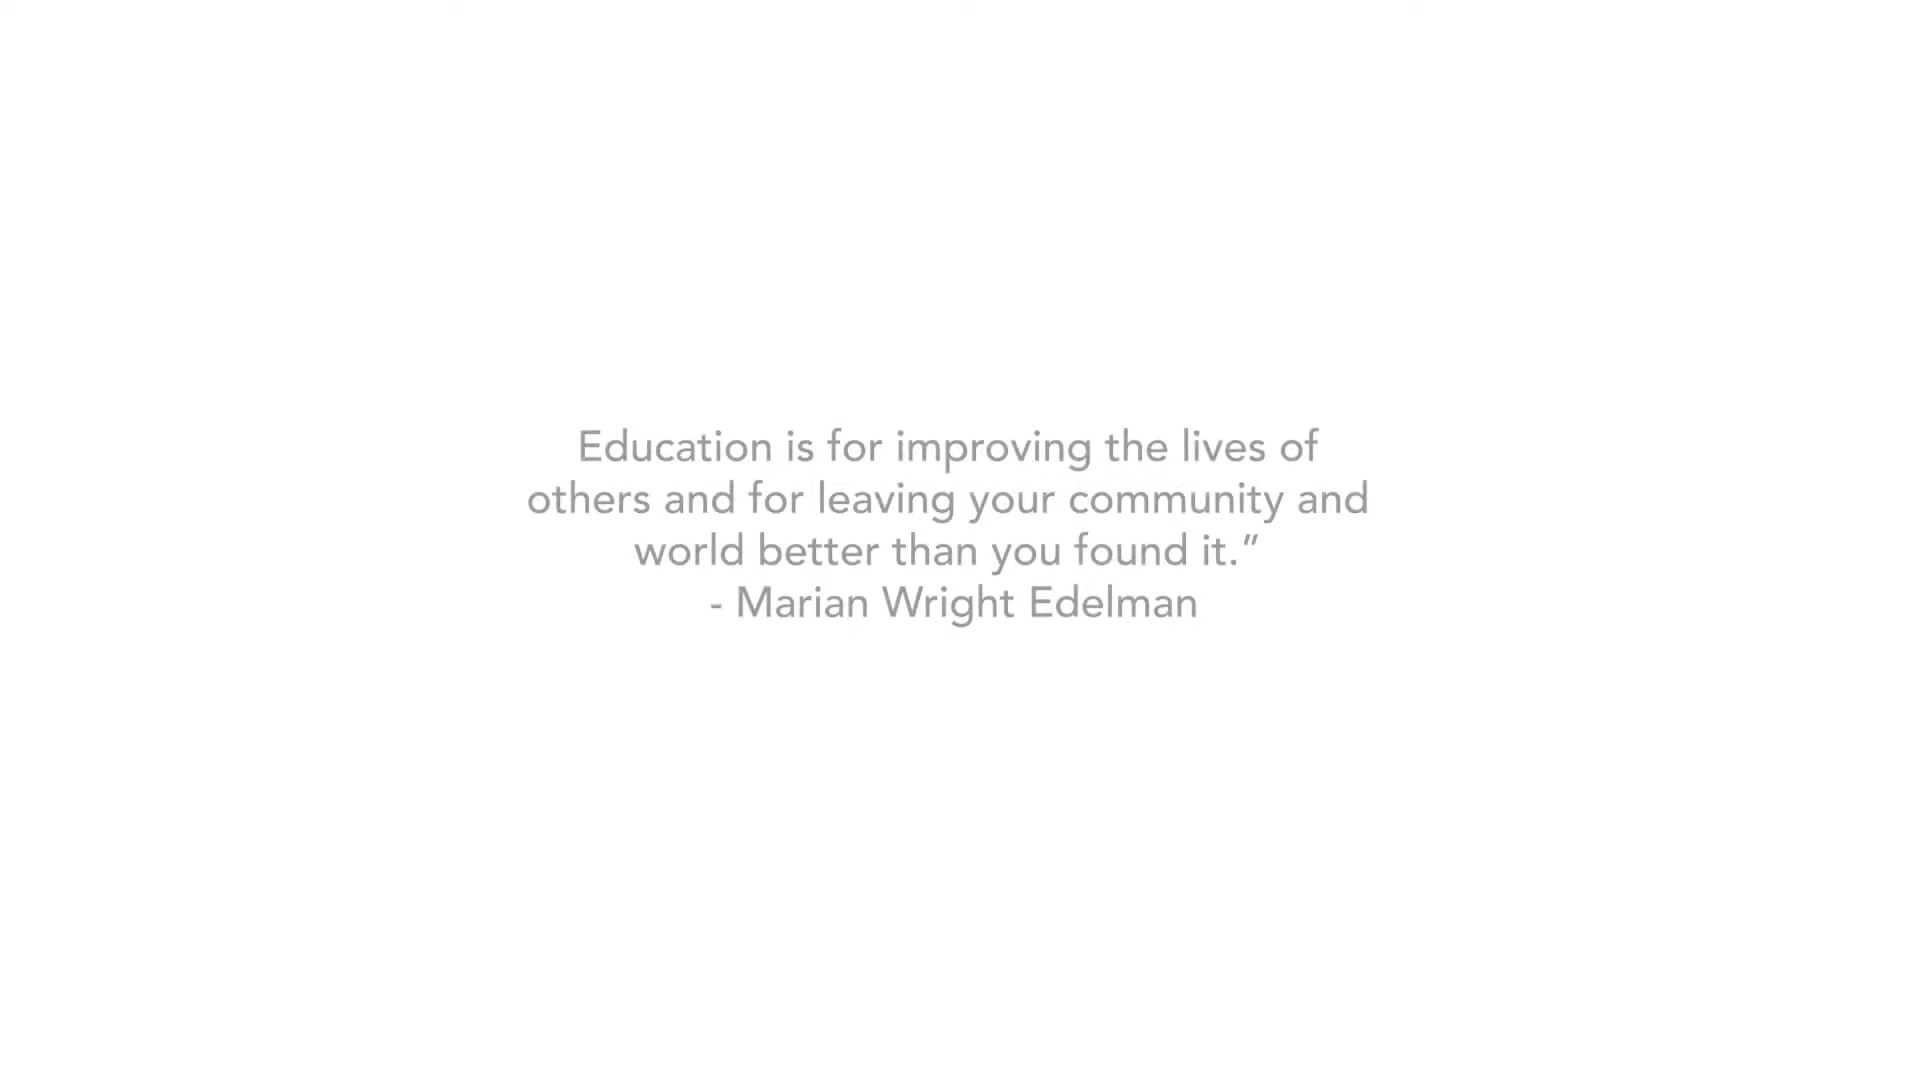 Education is for improving the lives of
others and for leaving your community and
world better than you found it.”
- Marian Wright Edelman